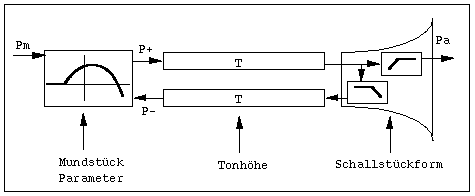 Pm
P+
Pa
T
T
P-
Mundstück
Parameter
Tonhöhe
Schallstückform